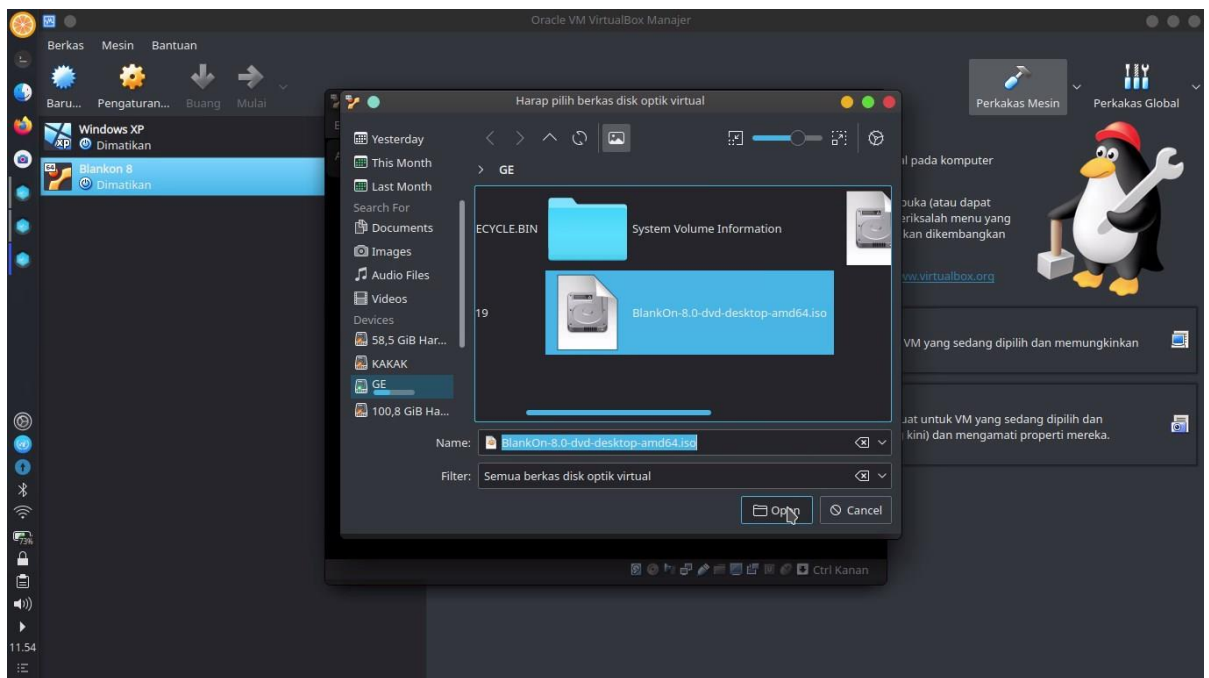 Oracle VM VirtualBox Manajer
Berkas Mesin Bantuan
Baru... Pengaturan... Buang Mulai
Perkakas Mesin
Perkakas Global
Windows XP
Dimatikan
Blankon 8
Dimatikan
Harap pilih berkas disk optik virtual
Yesterday
This Month
Last Month
Search For
Documents
Images
Audio Files
Videos
Devices
58,5 GiB Har...
KAKAK
GE
100,8 GiB Ha...
> GE
ECYCLE.BIN
System Volume Information
19
BlankOn-8.0-dvd-desktop-amd64.iso
Name: BlankOn-8.0-dvd-desktop-amd64.iso
Filter: Semua berkas disk optik virtual
Open Cancel
Ctrl Kanan
pada komputer
buka (atau dapat
eriksalah menu yang
kan dikembangkan
www.virtualbox.org
VM yang sedang dipilih dan memungkinkan
uat untuk VM yang sedang dipilih dan
kini) dan mengamati properti mereka.
73%
11.54